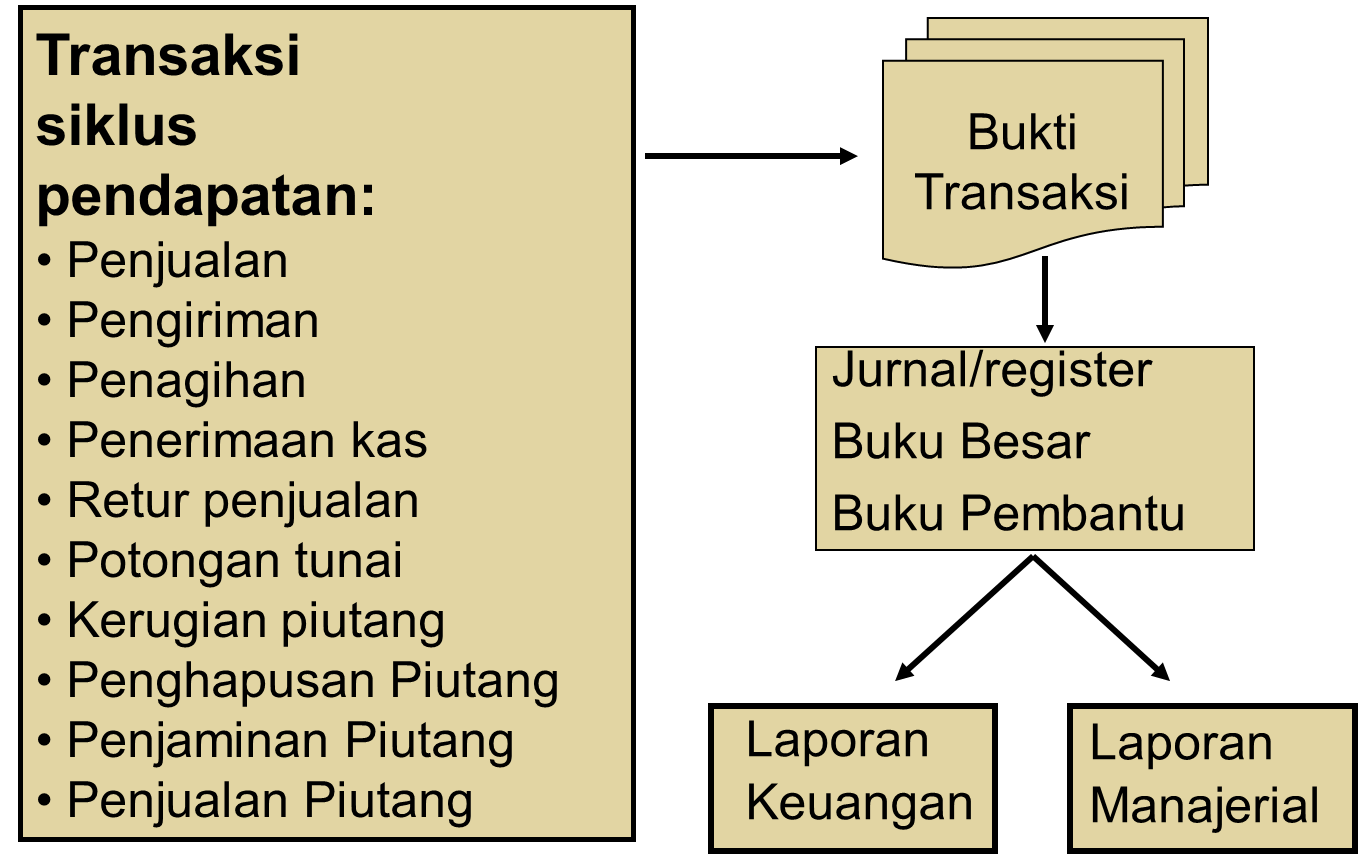 Transaksi
siklus
pendapatan:
• Penjualan
• Pengiriman
• Penagihan
• Penerimaan kas
• Retur penjualan
• Potongan tunai
• Kerugian piutang
• Penghapusan Piutang
• Penjaminan Piutang
• Penjualan Piutang
Bukti
Transaksi
Jurnal/register
Buku Besar
Buku Pembantu
Laporan
Keuangan
Laporan
Manajerial